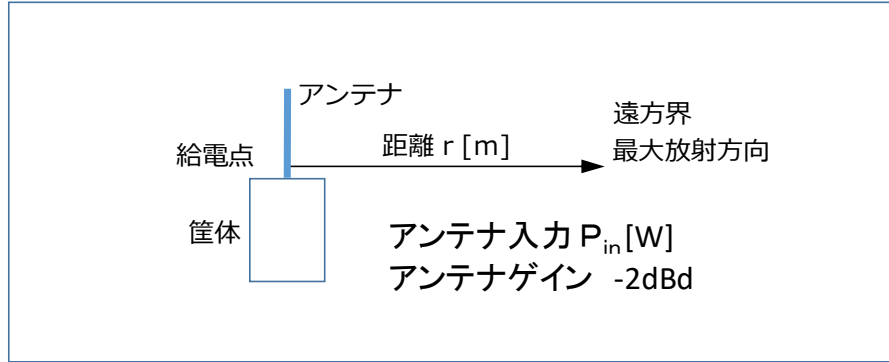 アンテナ
給電点
距離 r [m]
遠方界
最大放射方向
筐体
アンテナ入力 Pin[W]
アンテナゲイン -2dBd